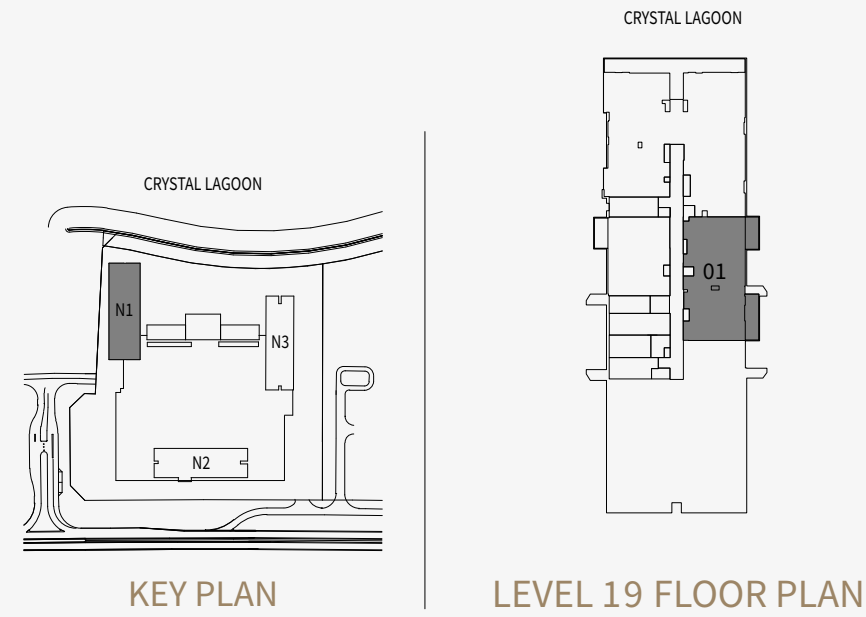 CRYSTAL LAGOON
N1
N3
N2
KEY PLAN
CRYSTAL LAGOON
01
LEVEL 19 FLOOR PLAN